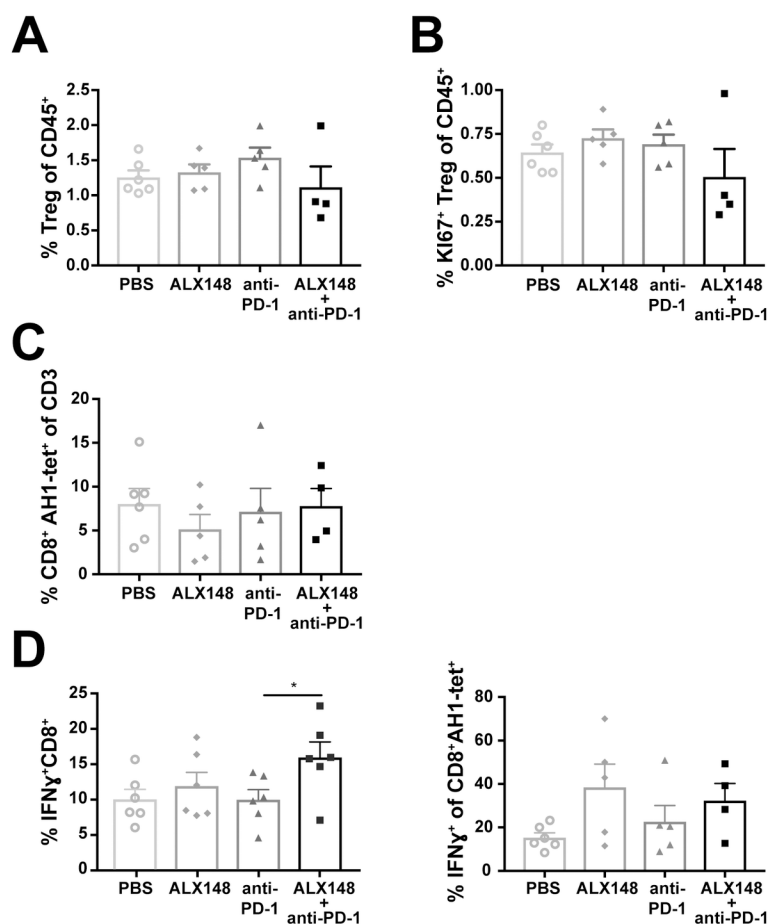 A
% Treg of CD45⁺
2.5
2.0
1.5
1.0
0.5
0.0
PBS ALX148 anti-PD-1 ALX148 + anti-PD-1
B
% KI67⁺ Treg of CD45⁺
1.00
0.75
0.50
0.25
0.00
PBS ALX148 anti-PD-1 ALX148 + anti-PD-1
C
% CD8⁺ AH1-tet⁺ of CD3
20
15
10
5
0
PBS ALX148 anti-PD-1 ALX148 + anti-PD-1
D
% IFNɣ⁺CD8⁺
25
20
15
10
5
0
*
PBS ALX148 anti-PD-1 ALX148 + anti-PD-1
% IFNɣ⁺ of CD8⁺AH1-tet⁺
80
60
40
20
0
PBS ALX148 anti-PD-1 ALX148 + anti-PD-1